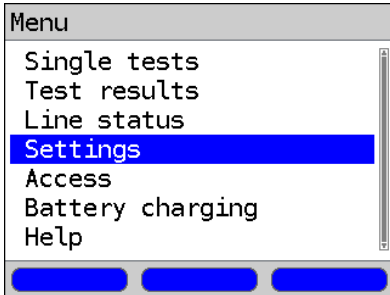 Menu
Single tests
Test results
Line status
Settings
Access
Battery charging
Help